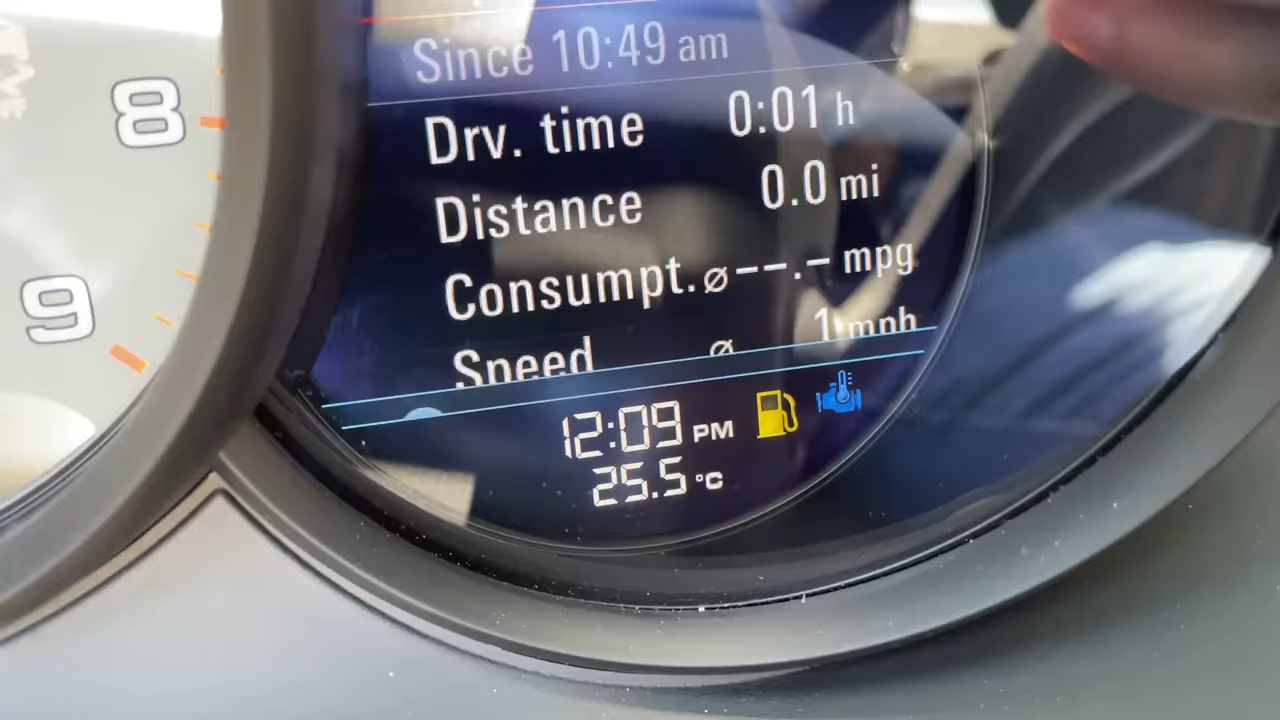 8
9
Since 10:49 am
Drv. time 0:01 h
Distance 0.0 mi
Consumpt. ⌀--.- mpg
Speed ⌀ 1 mph
12:09 PM
25.5 °C